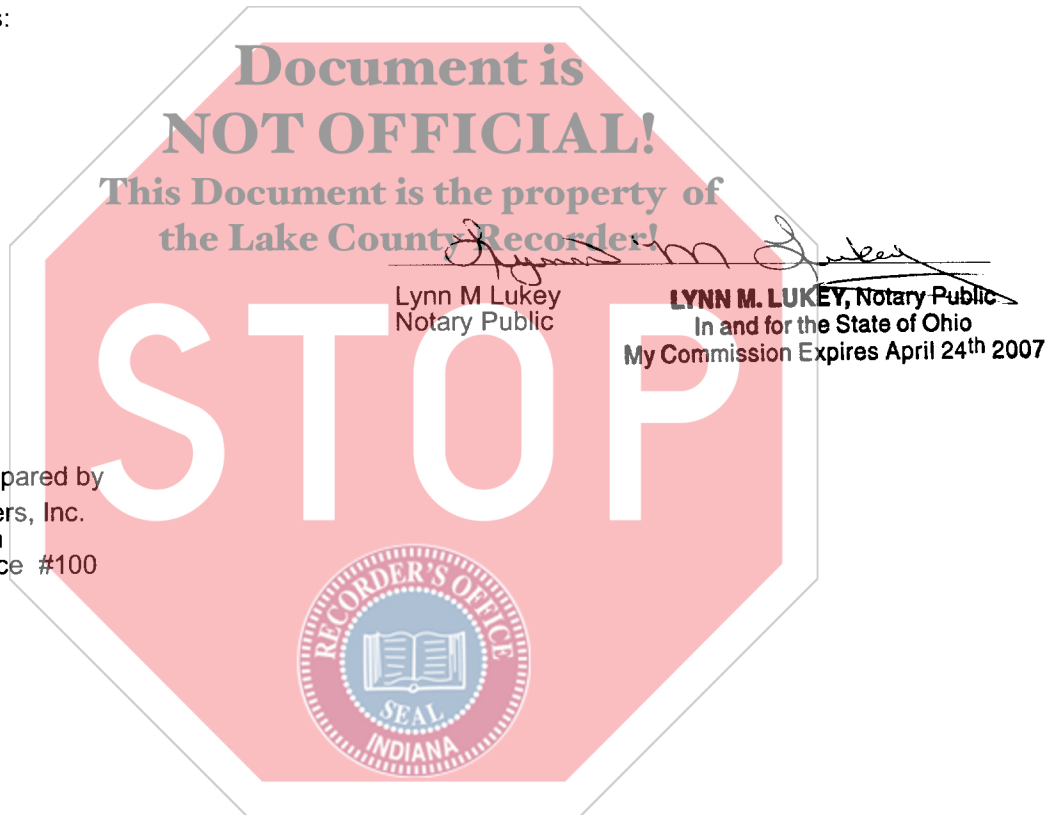 s:
Document is
NOT OFFICIAL!
This Document is the property of
the Lake County Recorder!
Lynn M Lukey
Lynn M Lukey
Notary Public
LYNN M. LUKEY, Notary Public
In and for the State of Ohio
My Commission Expires April 24th 2007
STOP
pared by
ers, Inc.
ce #100
RECORDER'S OFFICE
SEAL
INDIANA